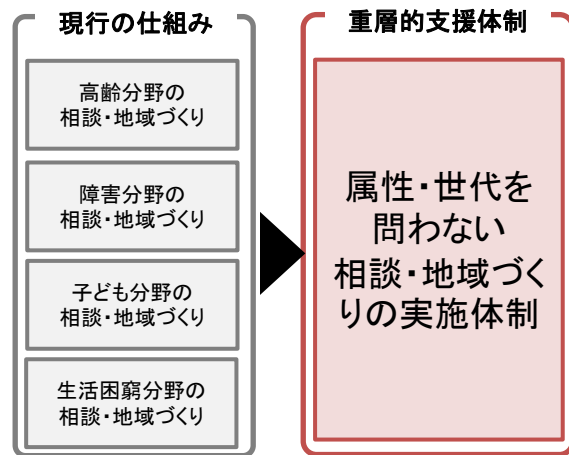 現行の仕組み
高齢分野の
相談・地域づくり
障害分野の
相談・地域づくり
子ども分野の
相談・地域づくり
生活困窮分野の
相談・地域づくり
重層的支援体制
属性・世代を
問わない
相談・地域づく
りの実施体制